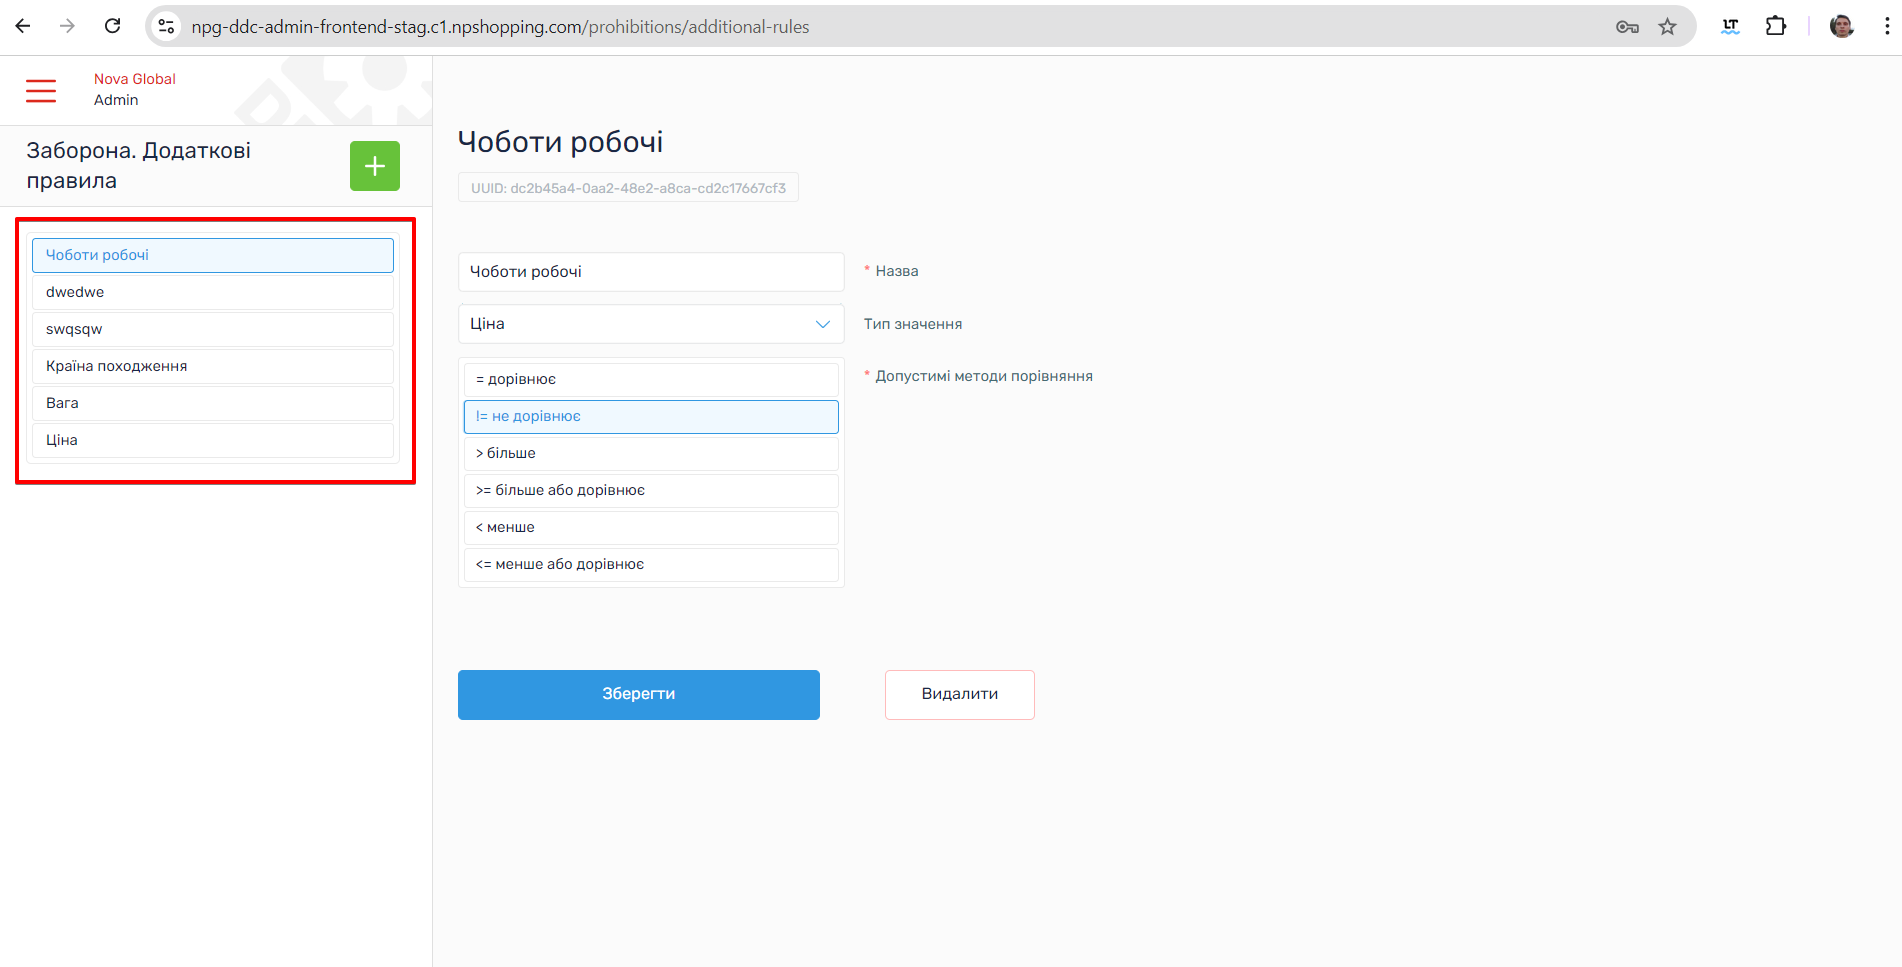 npg-ddc-admin-frontend-stag.c1.npshopping.com/prohibitions/additional-rules
LT
Nova Global
Admin
Заборона. Додаткові
правила
Чоботи робочі
dwedwe
swqsqw
Країна походження
Вага
Ціна
Чоботи робочі
UUID: dc2b45a4-0aa2-48e2-a8ca-cd2c17667cf3
Чоботи робочі * Назва
Ціна Тип значення
* Допустимі методи порівняння
= дорівнює
!= не дорівнює
> більше
>= більше або дорівнює
< менше
<= менше або дорівнює
Зберегти Видалити